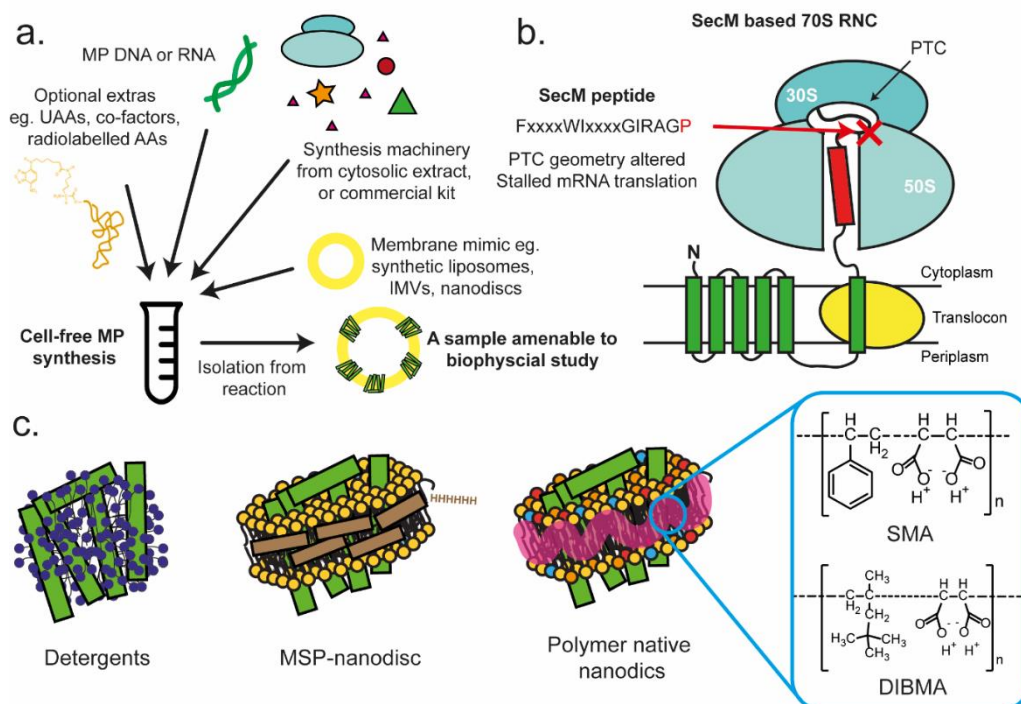 a.
MP DNA or RNA
Optional extras
eg. UAAs, co-factors,
radiolabelled AAs
Synthesis machinery
from cytosolic extract,
or commercial kit
Membrane mimic eg.
synthetic liposomes,
IMVs, nanodiscs
Cell-free MP
synthesis
Isolation from
reaction
A sample amenable to
biophyscial study
b.
SecM based 70S RNC
PTC
30S
SecM peptide
FxxxxWIxxxxGIRAGP
PTC geometry altered
Stalled mRNA translation
50S
N
Cytoplasm
Translocon
Periplasm
c.
HHHHHH
Detergents
MSP-nanodisc
Polymer native
nanodics
H H H
C C C
C
H₂
O O
- -
O O
H⁺ H⁺
n
SMA
CH₃
H H
C C C
C
H₂
CH₂
O O
- -
O O
H₃C C CH₃
CH₃
H⁺ H⁺
n
DIBMA